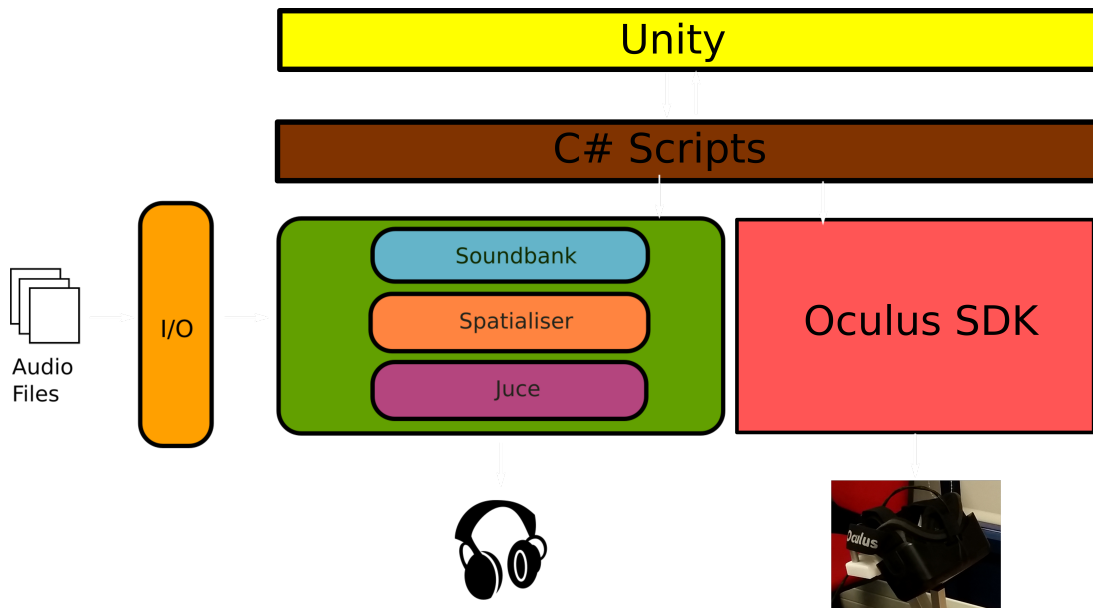 Unity
C# Scripts
Soundbank
Spatialiser
Juce
I/O
Oculus SDK
Audio
Files
Oculus